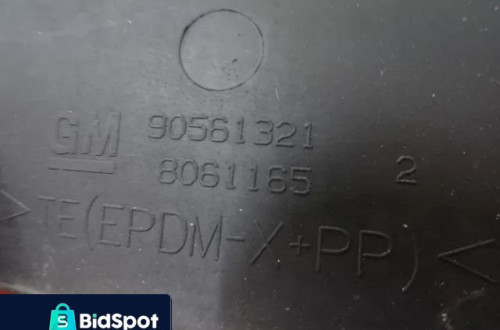 GM 90561321
8061165 2
>TE(EPDM-X+PP)<
S BidSpot